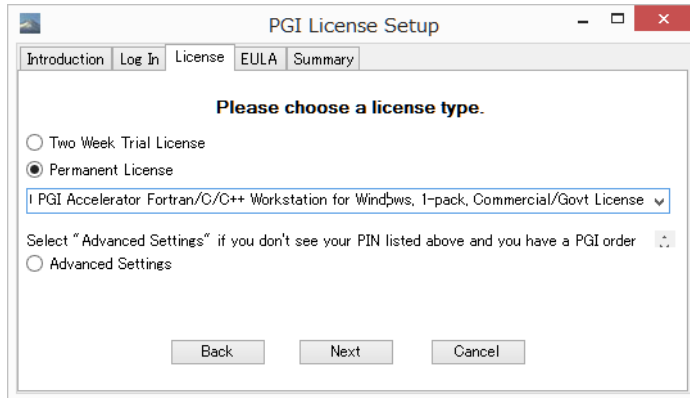 PGI License Setup
Introduction Log In License EULA Summary
Please choose a license type.
Two Week Trial License
Permanent License
PGI Accelerator Fortran/C/C++ Workstation for Windows, 1-pack, Commercial/Govt License
Select "Advanced Settings" if you don't see your PIN listed above and you have a PGI order
Advanced Settings
Back Next Cancel